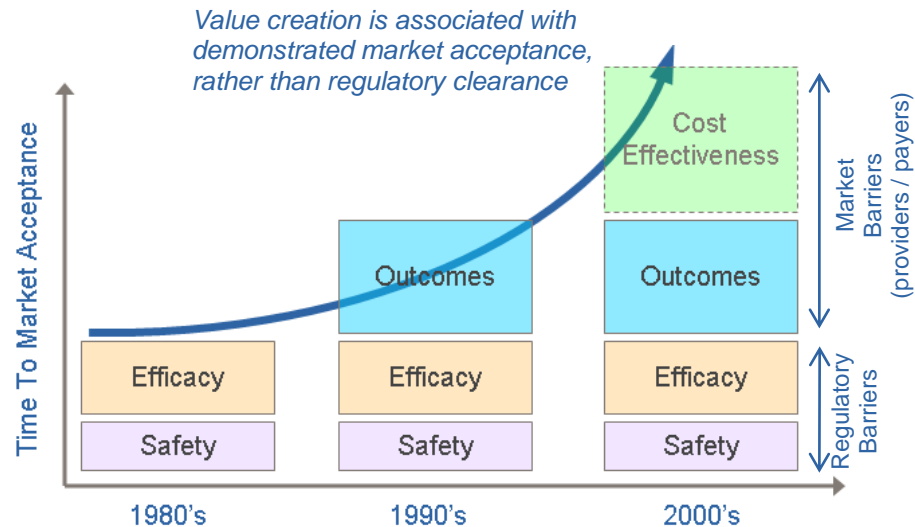 Value creation is associated with
demonstrated market acceptance,
rather than regulatory clearance
Time To Market Acceptance
Cost
Effectiveness
Outcomes
Outcomes
Efficacy
Efficacy
Efficacy
Safety
Safety
Safety
Market
Barriers
(providers / payers)
Regulatory
Barriers
1980's
1990's
2000's